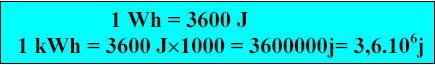 1 Wh = 3600 J
1 kWh = 3600 J×1000 = 3600000j= 3,6.10⁶j